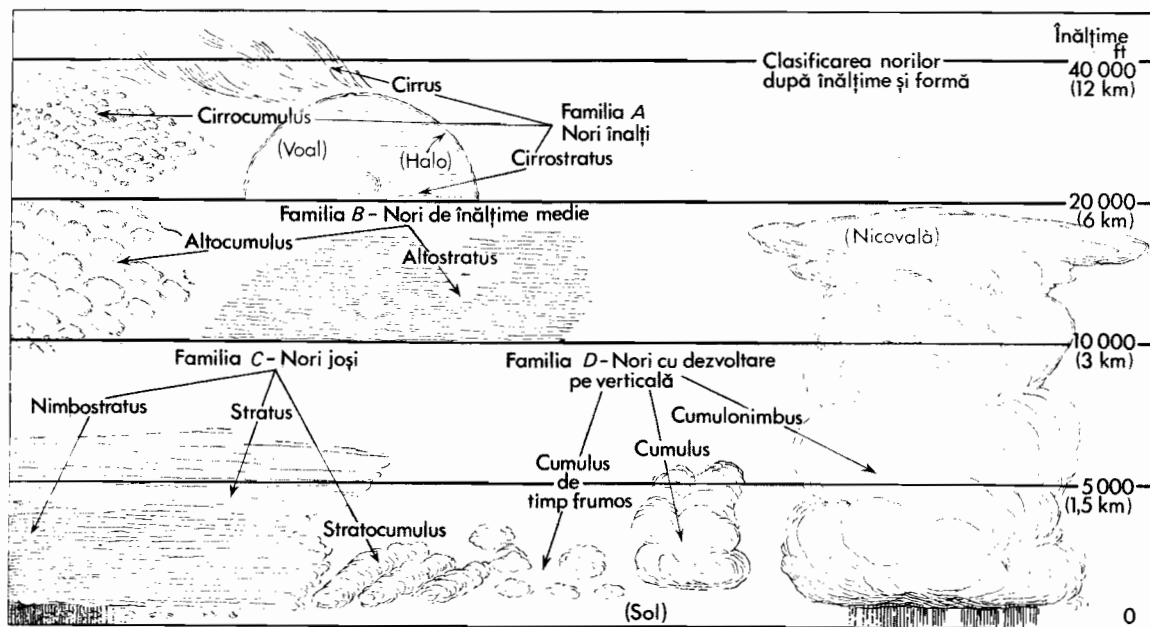 Înălțime
ft
Clasificarea norilor
după înălțime și formă
40 000
(12 km)
Cirrus
Cirrocumulus
Familia A
Nori înalți
(Voal)
(Halo)
Cirrostratus
20 000
(6 km)
Familia B – Nori de înălțime medie
Altocumulus
Altostratus
(Nicovală)
10 000
(3 km)
Familia C – Nori joși
Familia D – Nori cu dezvoltare
pe verticală
Nimbostratus
Stratus
Cumulonimbus
Cumulus
Cumulus
de
timp frumos
5 000
(1,5 km)
Stratocumulus
(Sol)
0